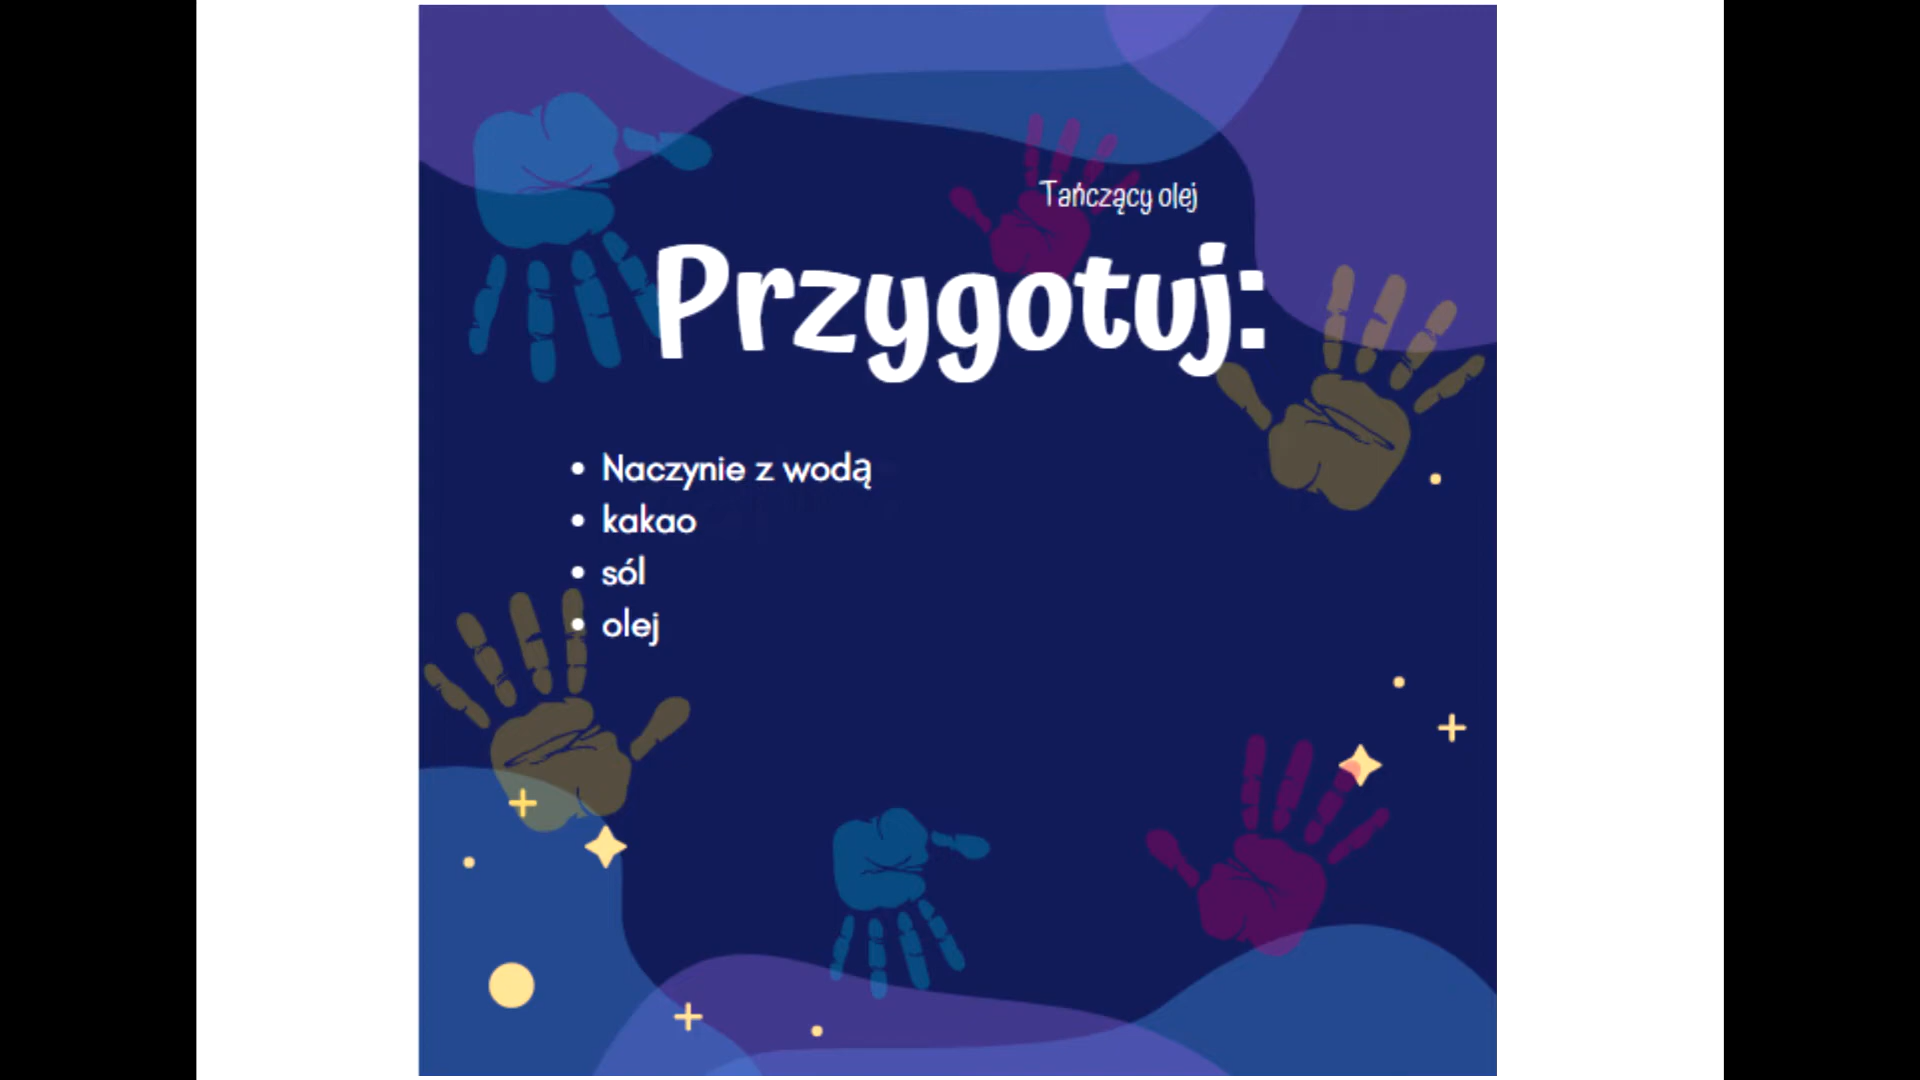 Tańczący olej
Przygotuj:
• Naczynie z wodą
• kakao
• sól
• olej